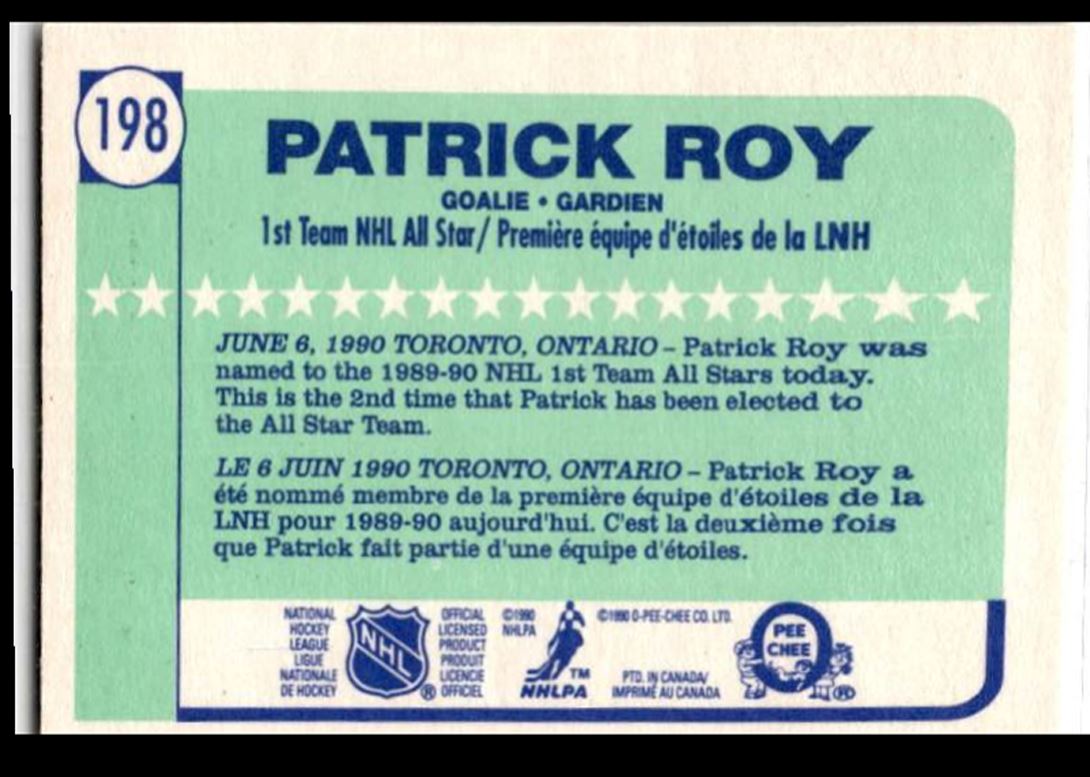 198
PATRICK ROY
GOALIE • GARDIEN
1st Team NHL All Star/ Première équipe d'étoiles de la LNH
JUNE 6, 1990 TORONTO, ONTARIO – Patrick Roy was
named to the 1989-90 NHL 1st Team All Stars today.
This is the 2nd time that Patrick has been elected to
the All Star Team.
LE 6 JUIN 1990 TORONTO, ONTARIO – Patrick Roy a
été nommé membre de la première équipe d'étoiles de la
LNH pour 1989-90 aujourd'hui. C'est la deuxième fois
que Patrick fait partie d'une équipe d'étoiles.
NATIONAL
HOCKEY
LEAGUE
LIGUE
NATIONALE
DE HOCKEY
NHL
®
OFFICIAL
LICENSED
PRODUCT
PRODUIT
LICENCIE
OFFICIEL
©1990
NHLPA
TM
NHLPA
©1990 O-PEE-CHEE CO. LTD.
PTD. IN CANADA/
IMPRIMÉ AU CANADA
O
PEE
CHEE
®